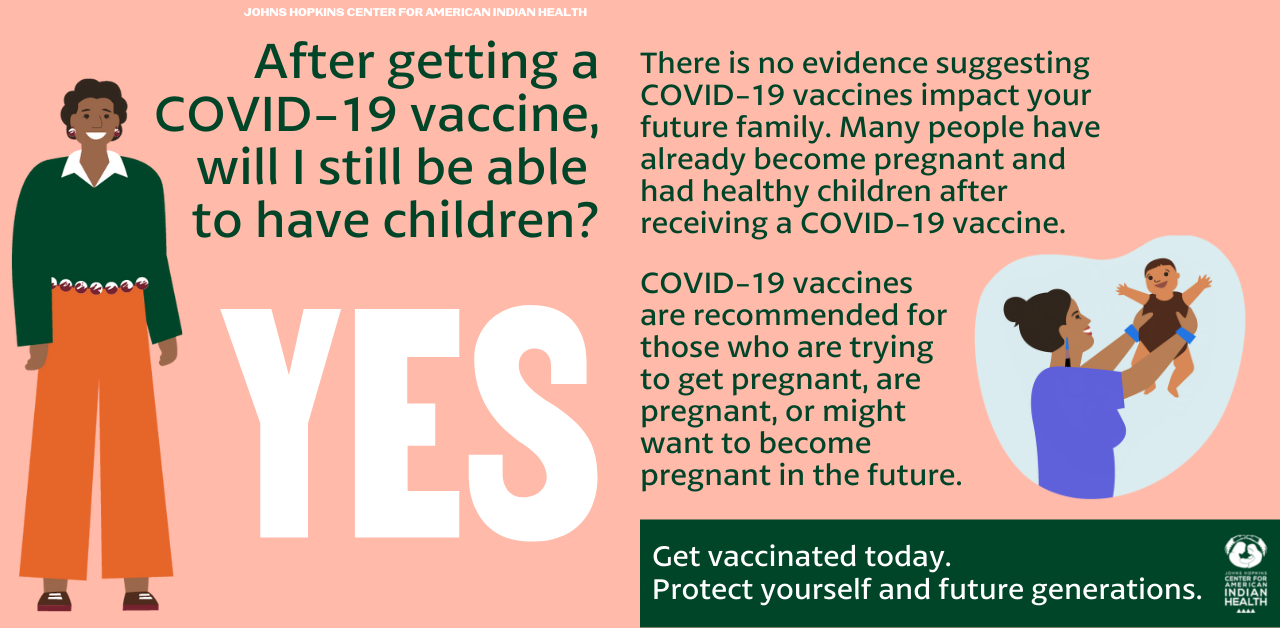 JOHNS HOPKINS CENTER FOR AMERICAN INDIAN HEALTH
After getting a
COVID-19 vaccine,
will I still be able
to have children?
YES
There is no evidence suggesting
COVID-19 vaccines impact your
future family. Many people have
already become pregnant and
had healthy children after
receiving a COVID-19 vaccine.
COVID-19 vaccines
are recommended for
those who are trying
to get pregnant, are
pregnant, or might
want to become
pregnant in the future.
Get vaccinated today.
Protect yourself and future generations.
JOHNS HOPKINS
CENTER FOR
AMERICAN
INDIAN
HEALTH